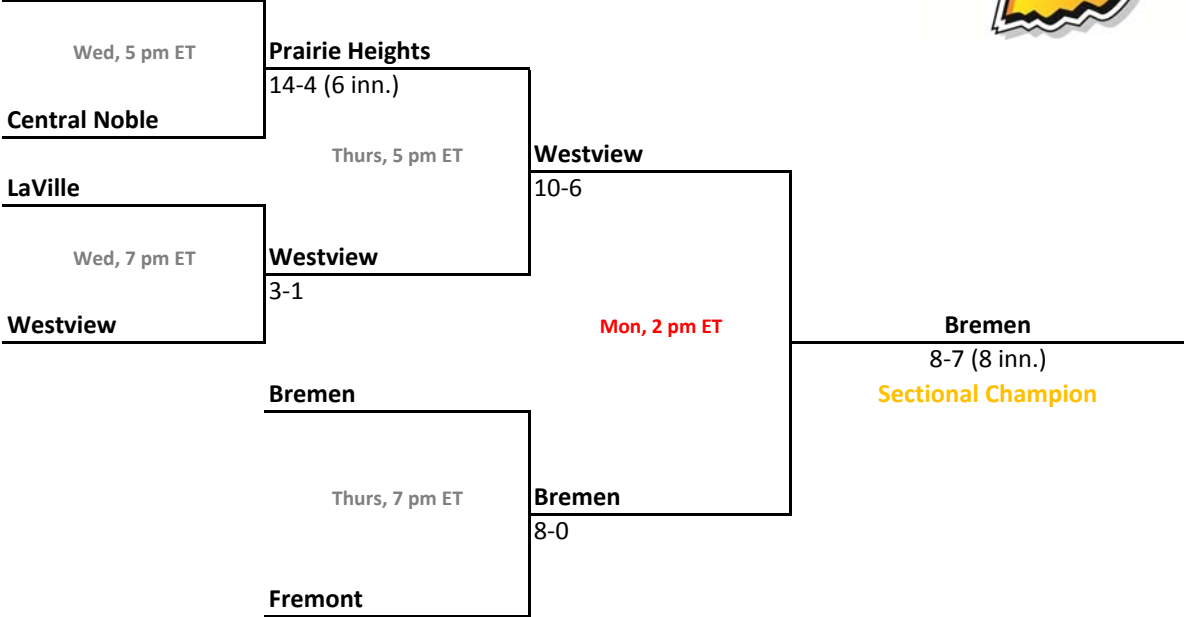 Wed, 5 pm ET
Prairie Heights
14-4 (6 inn.)
Central Noble
Thurs, 5 pm ET
Westview
10-6
LaVille
Wed, 7 pm ET
Westview
3-1
Westview
Mon, 2 pm ET
Bremen
8-7 (8 inn.)
Sectional Champion
Bremen
Thurs, 7 pm ET
Bremen
8-0
Fremont